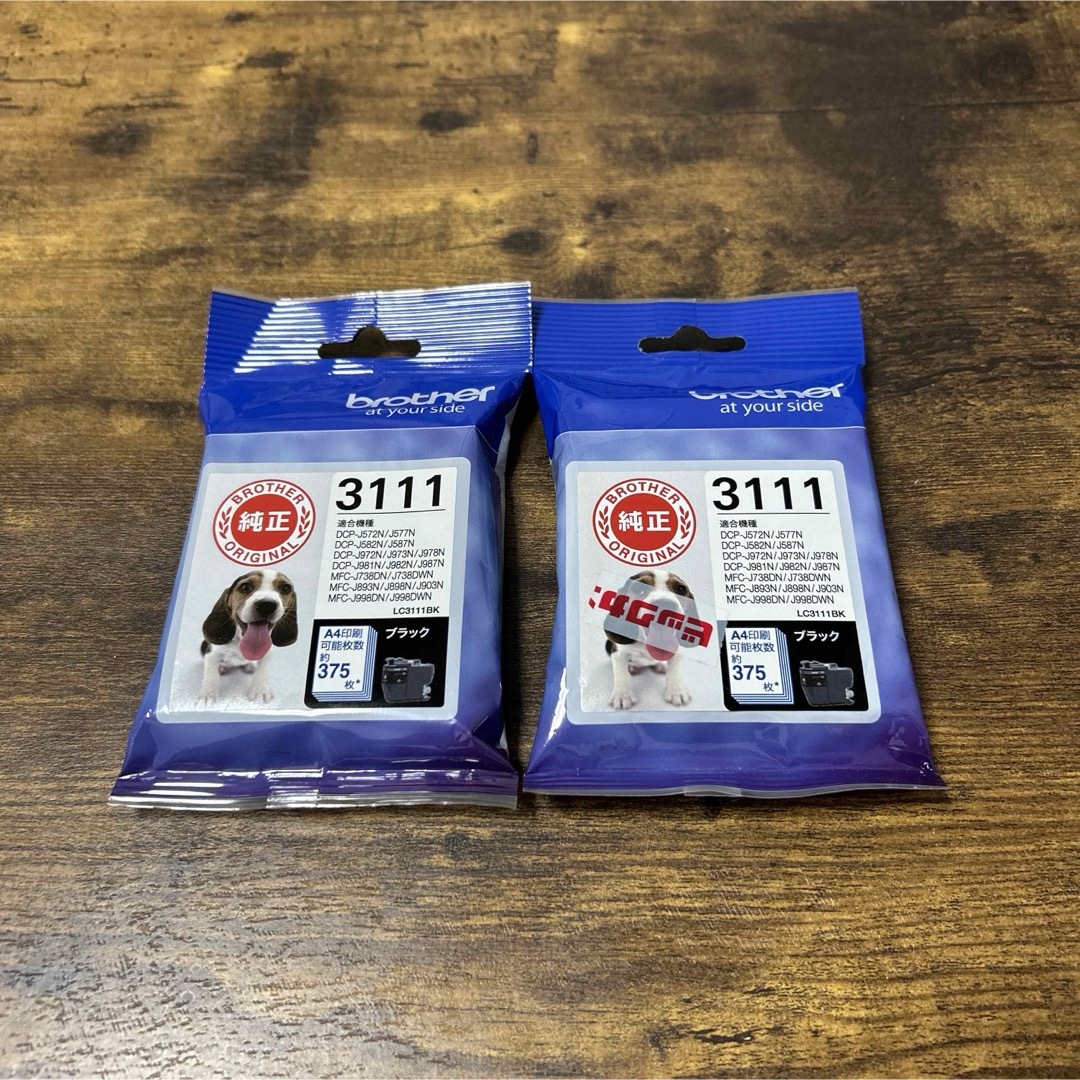 brother
at your side
BROTHER
純正
ORIGINAL
3111
適合機種
DCP-J572N/J577N
DCP-J582N/J587N
DCP-J972N/J973N/J978N
DCP-J981N/J982N/J987N
MFC-J738DN/J738DWN
MFC-J893N/J898N/J903N
MFC-J998DN/J998DWN
LC3111BK
A4印刷
可能枚数
約
375
枚*
ブラック
brother
at your side
BROTHER
純正
ORIGINAL
3111
適合機種
DCP-J572N/J577N
DCP-J582N/J587N
DCP-J972N/J973N/J978N
DCP-J981N/J982N/J987N
MFC-J738DN/J738DWN
MFC-J893N/J898N/J903N
MFC-J998DN/J998DWN
LC3111BK
A4印刷
可能枚数
約
375
枚*
ブラック